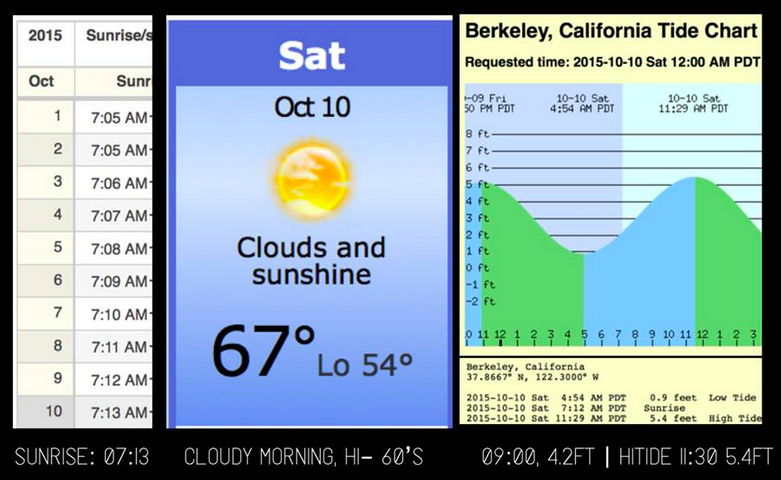 2015 Sunrise/s
Oct Sunr
1 7:05 AM-
2 7:05 AM-
3 7:06 AM-
4 7:07 AM-
5 7:08 AM-
6 7:09 AM-
7 7:10 AM-
8 7:11 AM-
9 7:12 AM-
10 7:13 AM-
Sat
Oct 10
Clouds and
sunshine
67° Lo 54°
Berkeley, California Tide Chart
Requested time: 2015-10-10 Sat 12:00 AM PDT
-09 Fri 10-10 Sat 10-10 Sat
50 PM PDT 4:54 AM PDT 11:29 AM PDT
8 ft
7 ft
6 ft
5 ft
4 ft
3 ft
2 ft
1 ft
0 ft
-1 ft
-2 ft
0 11 12 1 2 3 4 5 6 7 8 9 10 11 12 1 2 3
Berkeley, California
37.8667° N, 122.3000° W
2015-10-10 Sat 4:54 AM PDT 0.9 feet Low Tide
2015-10-10 Sat 7:12 AM PDT Sunrise
2015-10-10 Sat 11:29 AM PDT 5.4 feet High Tide
SUNRISE: 07:13 CLOUDY MORNING, HI- 60'S 09:00, 4.2FT | HITIDE 11:30 5.4FT